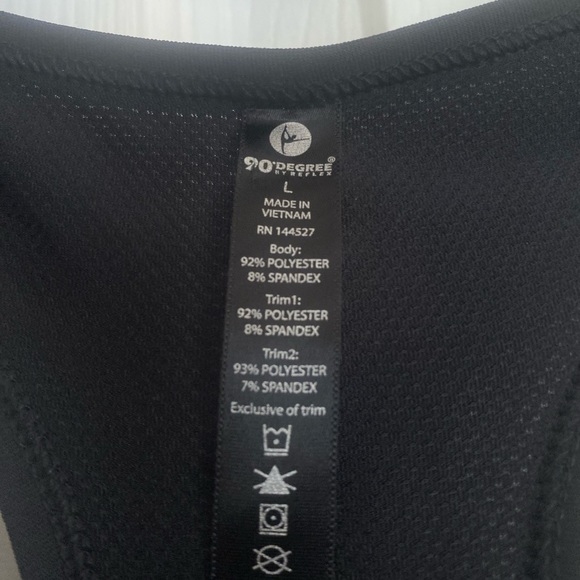 90°DEGREE®
BY REFLEX
L
MADE IN
VIETNAM
RN 144527
Body:
92% POLYESTER
8% SPANDEX
Trim1:
92% POLYESTER
8% SPANDEX
Trim2:
93% POLYESTER
7% SPANDEX
Exclusive of trim